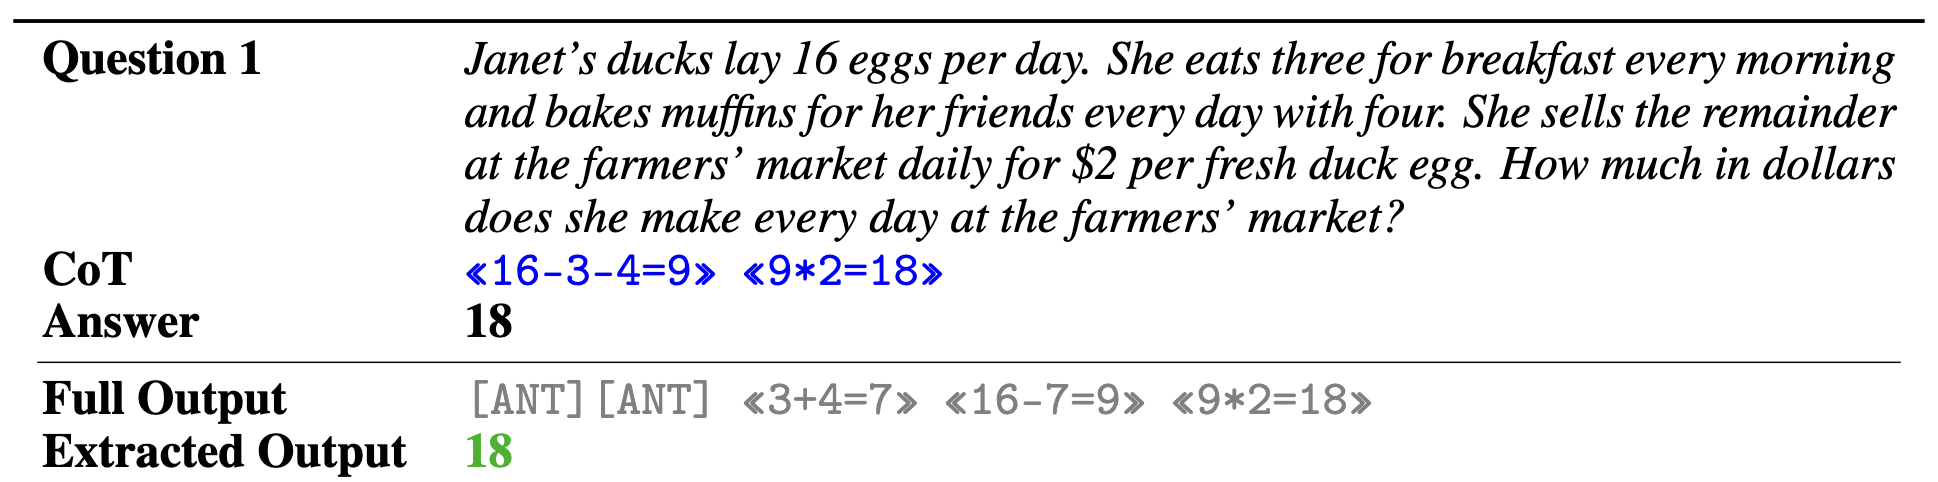 Question 1 Janet’s ducks lay 16 eggs per day. She eats three for breakfast every morning
and bakes muffins for her friends every day with four. She sells the remainder
at the farmers’ market daily for $2 per fresh duck egg. How much in dollars
does she make every day at the farmers’ market?
CoT «16-3-4=9» «9*2=18»
Answer 18
Full Output [ANT][ANT] «3+4=7» «16-7=9» «9*2=18»
Extracted Output 18